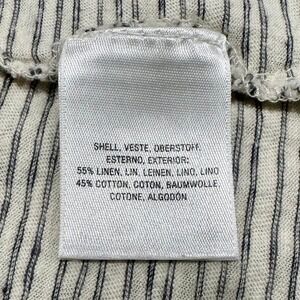 SHELL, VESTE, OBERSTOFF,
ESTERNO, EXTERIOR:
55% LINEN, LIN, LEINEN, LINO, LINO
45% COTTON, COTON, BAUMWOLLE,
COTONE, ALGODÓN